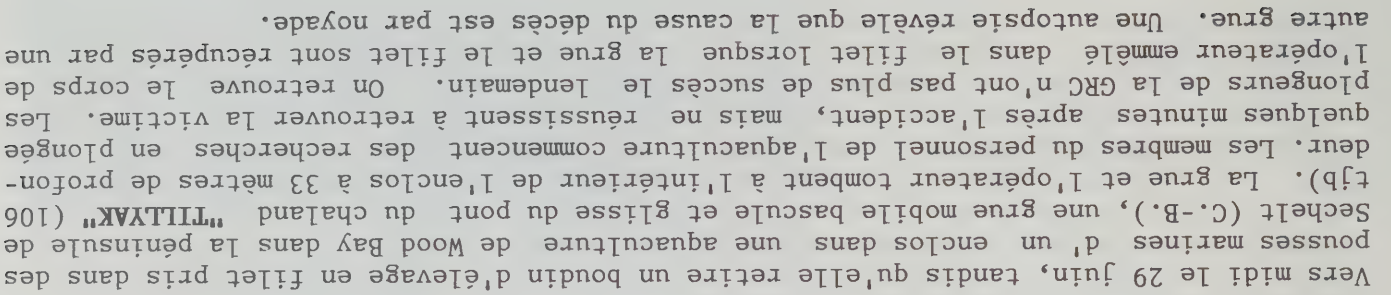 Vers midi le 29 juin, tandis qu'elle retire un boudin d'élevage en filet pris dans des
pousses marines d'un enclos dans une aquaculture de Wood Bay dans la péninsule de
Sechelt (C.-B.), une grue mobile bascule et glisse du pont du chaland "TILLYAK" (106
tjb). La grue et l'opérateur tombent à l'intérieur de l'enclos à 33 mètres de profon-
deur. Les membres du personnel de l'aquaculture commencent des recherches en plongée
quelques minutes après l'accident, mais ne réussissent à retrouver la victime. Les
plongeurs de la GRC n'ont pas plus de succès le lendemain. On retrouve le corps de
l'opérateur emmêlé dans le filet lorsque la grue et le filet sont récupérés par une
autre grue. Une autopsie révèle que la cause du décès est par noyade.